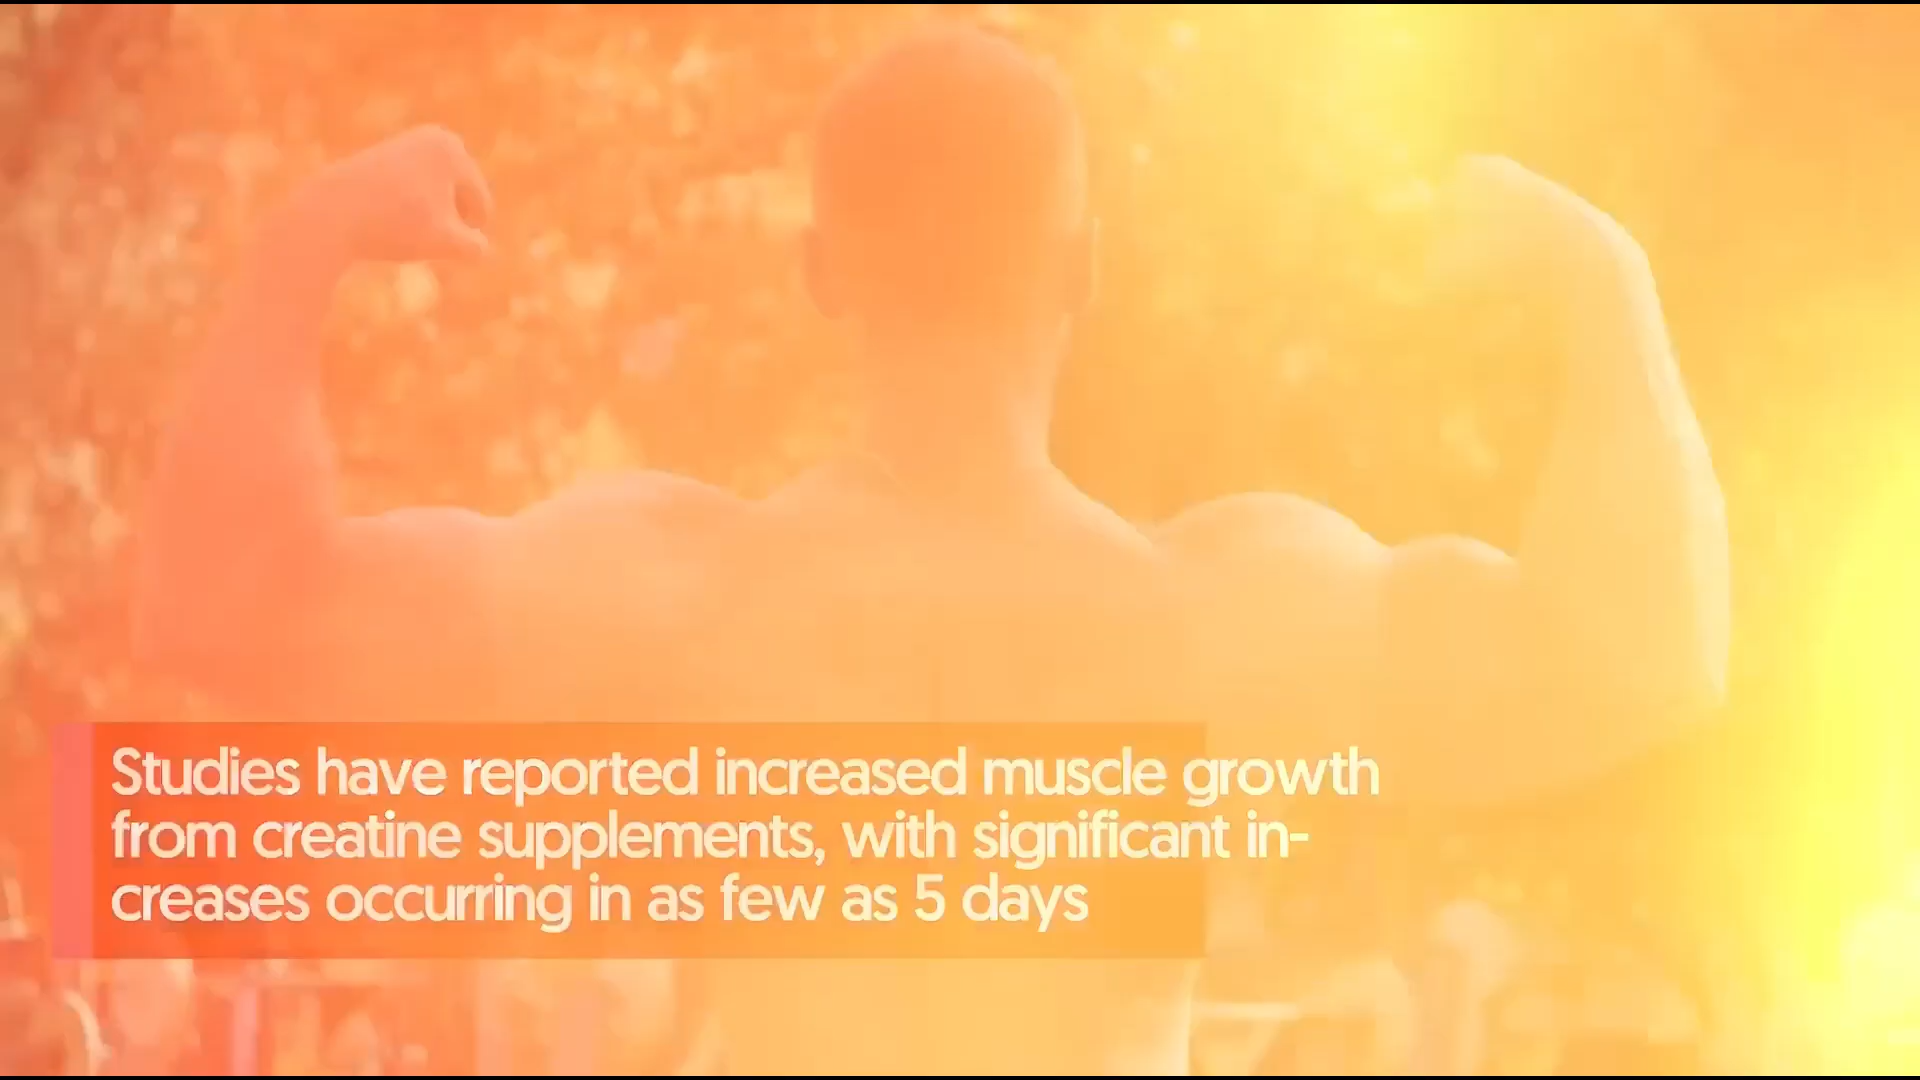 Studies have reported increased muscle growth
from creatine supplements, with significant in-
creases occurring in as few as 5 days